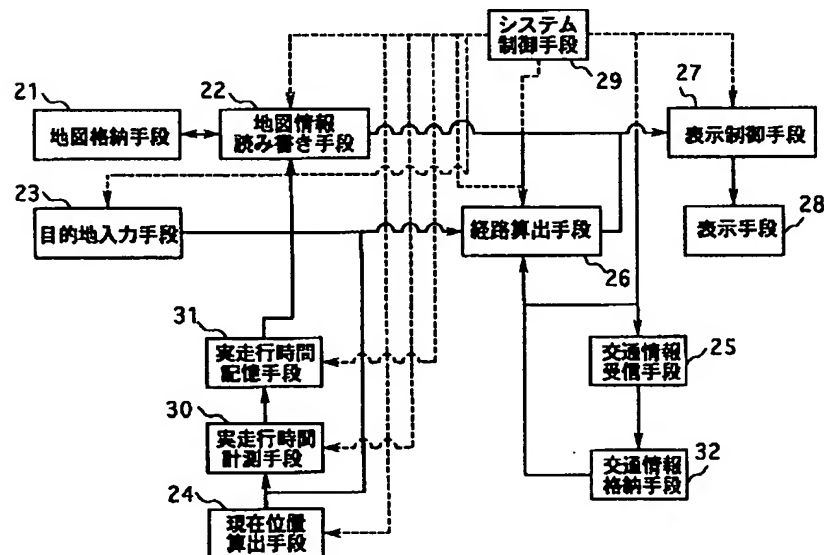 システム
制御手段
29
21
地図格納手段
22
地図情報
読み書き手段
27
表示制御手段
23
目的地入力手段
経路算出手段
26
表示手段
28
31
実走行時間
記憶手段
交通情報
受信手段
25
30
実走行時間
計測手段
交通情報
格納手段
32
24
現在位置
算出手段